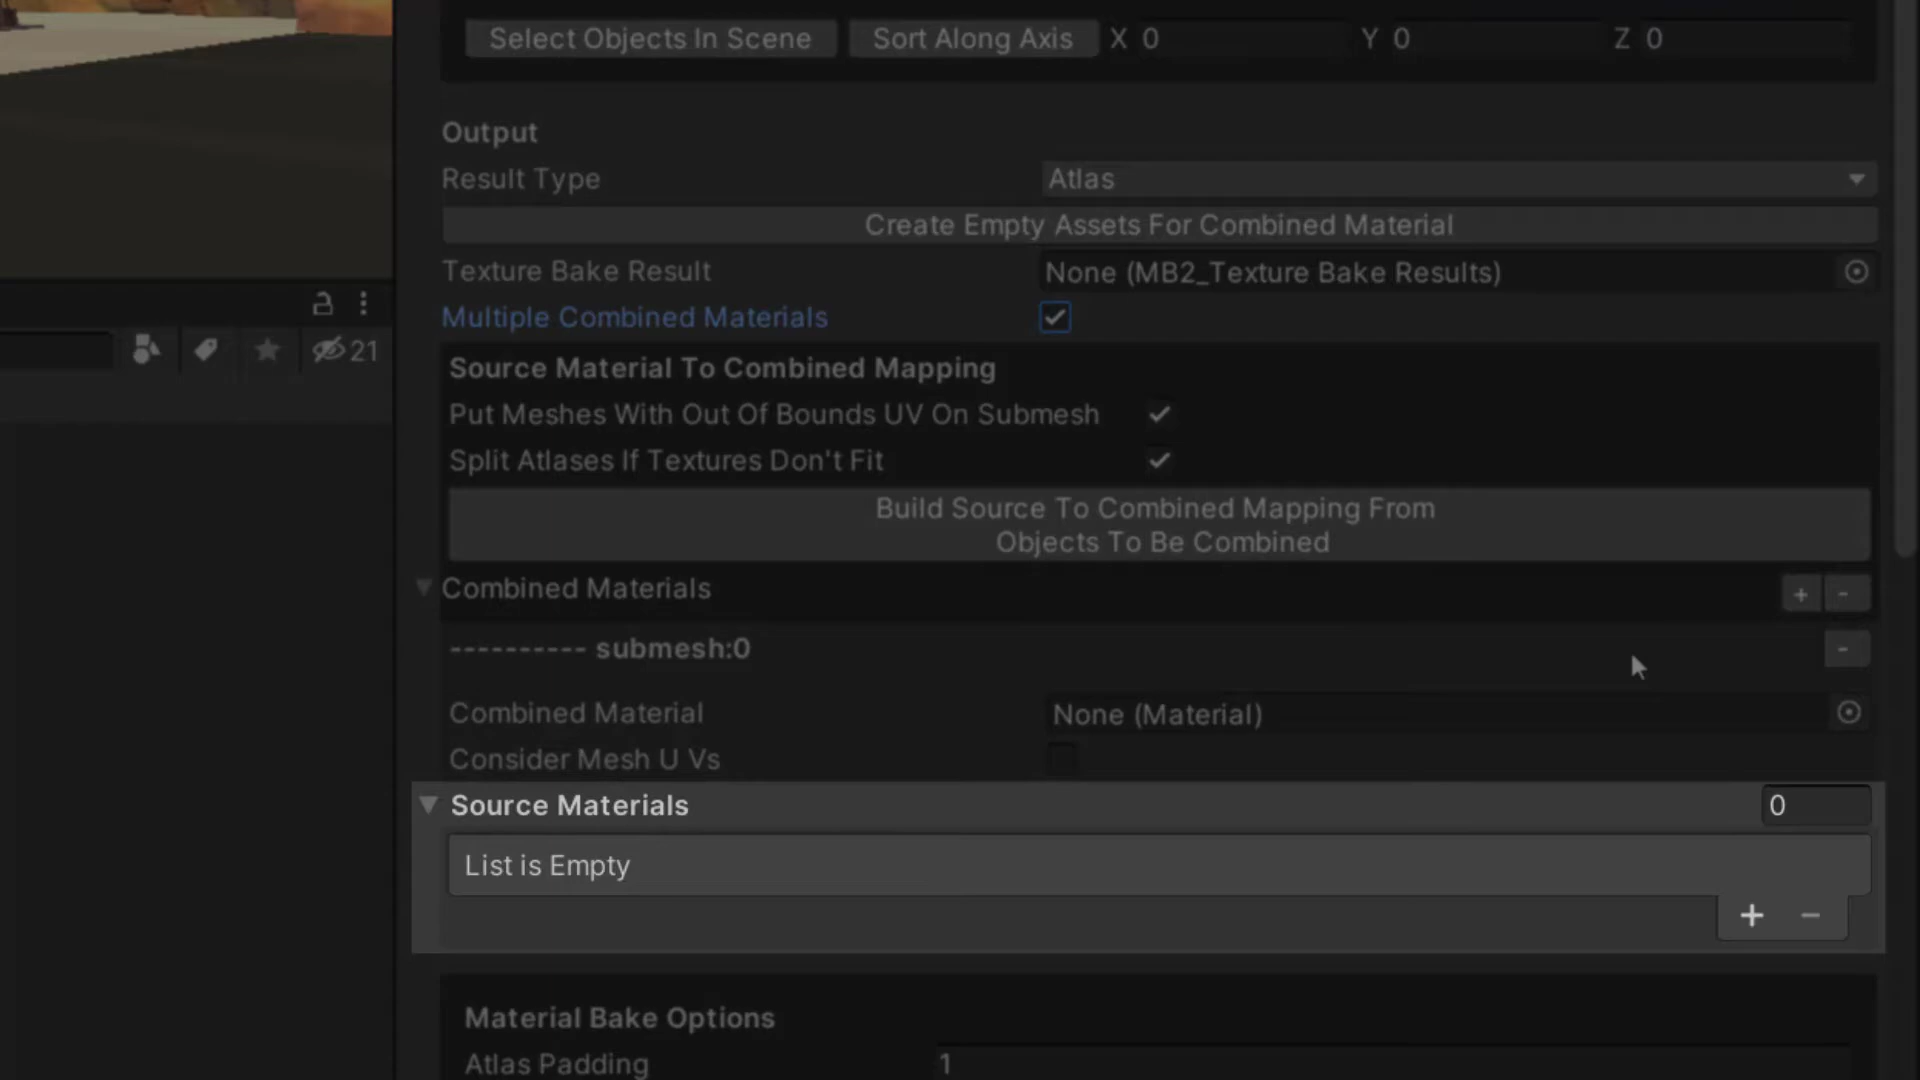 Select Objects In Scene Sort Along Axis X 0 Y 0 Z 0
Output
Result Type Atlas
Create Empty Assets For Combined Material
Texture Bake Result None (MB2_Texture Bake Results)
Multiple Combined Materials
21
Source Material To Combined Mapping
Put Meshes With Out Of Bounds UV On Submesh
Split Atlases If Textures Don't Fit
Build Source To Combined Mapping From
Objects To Be Combined
Combined Materials + -
---------- submesh:0 -
Combined Material None (Material)
Consider Mesh U Vs
Source Materials 0
List is Empty
+ -
Material Bake Options
Atlas Padding 1